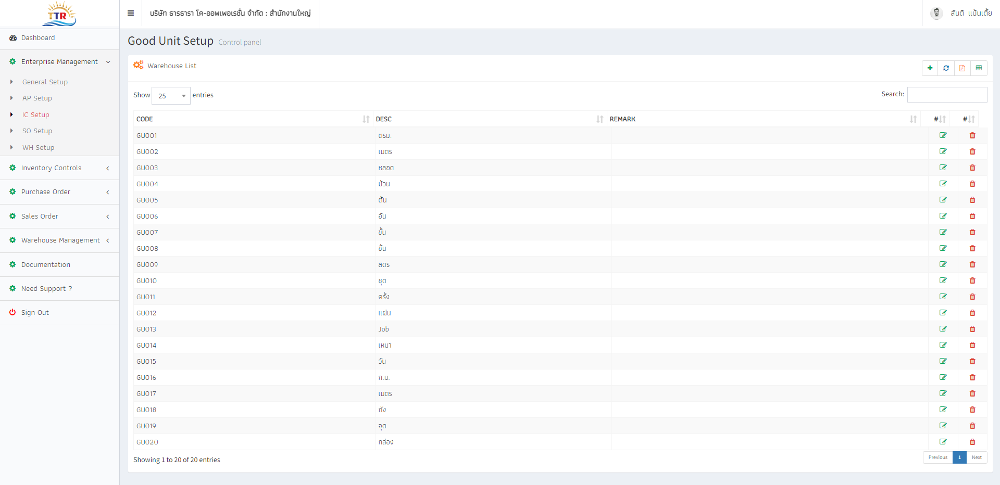 TTR
บริษัท ธารธารา โค-ออพเพอเรชั่น จำกัด : สำนักงานใหญ่
สันติ แป้นเตี้ย
Dashboard
Enterprise Management
General Setup
AP Setup
IC Setup
SO Setup
WH Setup
Inventory Controls
Purchase Order
Sales Order
Warehouse Management
Documentation
Need Support ?
Sign Out
Good Unit Setup Control panel
Warehouse List
Show 25 entries
Search:
CODE DESC REMARK # #
GU001 ตรม.
GU002 เมตร
GU003 หลอด
GU004 ม้วน
GU005 ต้น
GU006 อัน
GU007 ขั้น
GU008 ชิ้น
GU009 ลิตร
GU010 ชุด
GU011 ครั้ง
GU012 แผ่น
GU013 Job
GU014 เหมา
GU015 วัน
GU016 ก.ม.
GU017 เมตร
GU018 ถัง
GU019 จุด
GU020 กล่อง
Showing 1 to 20 of 20 entries
Previous 1 Next